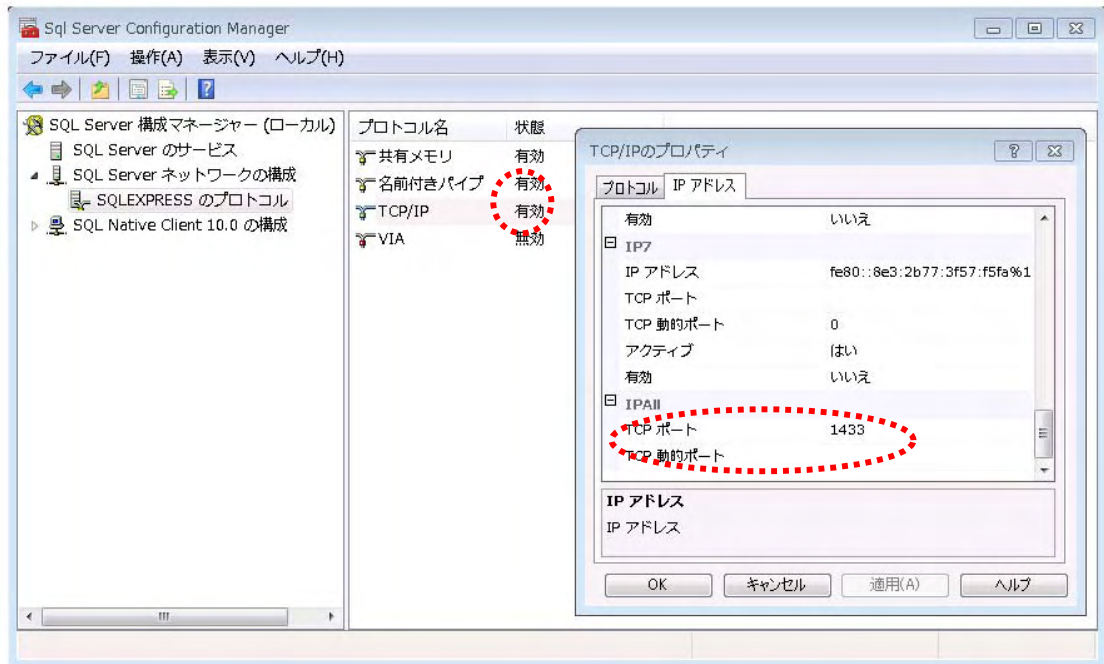 Sql Server Configuration Manager
ファイル(F) 操作(A) 表示(V) ヘルプ(H)
SQL Server 構成マネージャー (ローカル)
SQL Server のサービス
SQL Server ネットワークの構成
SQLEXPRESS のプロトコル
SQL Native Client 10.0 の構成
プロトコル名 状態
共有メモリ 有効
名前付きパイプ 有効
TCP/IP 有効
VIA 無効
TCP/IPのプロパティ
プロトコル IP アドレス
有効 いいえ
IP7
IP アドレス fe80::8e3:2b77:3f57:f5fa%1
TCP ポート
TCP 動的ポート 0
アクティブ はい
有効 いいえ
IPAll
TCP ポート 1433
TCP 動的ポート
IP アドレス
IP アドレス
OK キャンセル 適用(A) ヘルプ